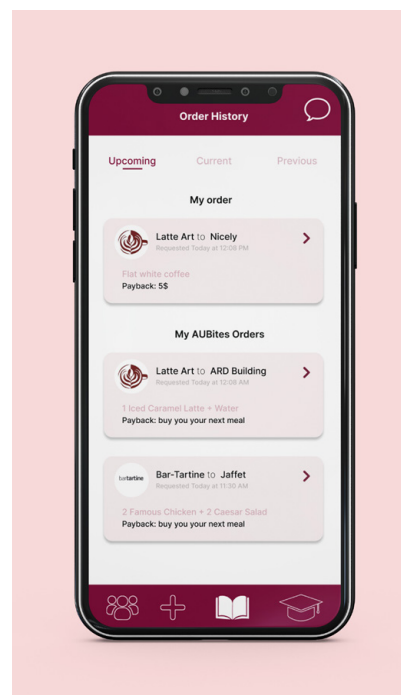 Order History
Upcoming Current Previous
My order
Latte Art to Nicely
Requested Today at 12:09 PM
Flat white coffee
Payback: 5$
My AUBites Orders
Latte Art to ARD Building
Requested Today at 12:08 AM
1 Iced Caramel Latte + Water
Payback: buy you your next meal
bartartine
Bar-Tartine to Jaffet
Requested Today at 11:30 AM
2 Famous Chicken + 2 Caesar Salad
Payback: buy you your next meal